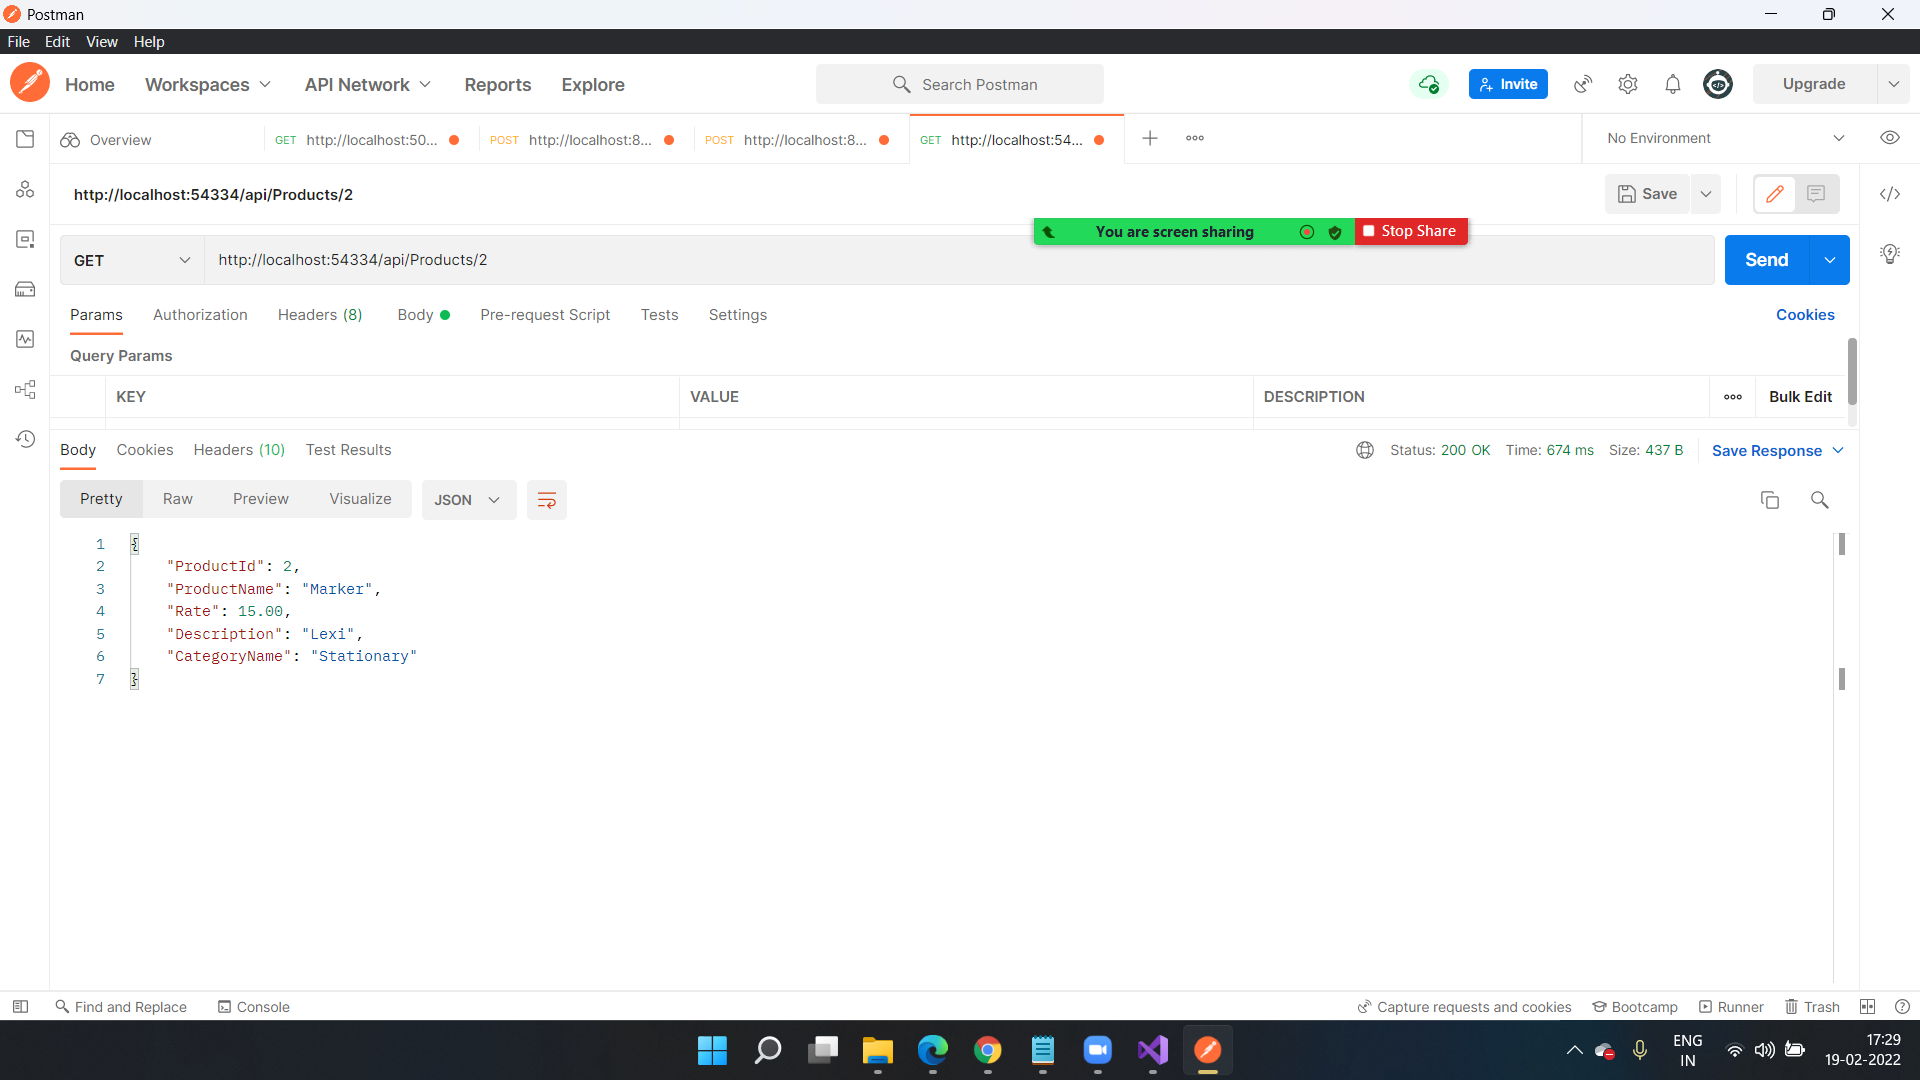 Postman
File Edit View Help
Home Workspaces API Network Reports Explore Search Postman Invite Upgrade
Overview GET http://localhost:50... POST http://localhost:8... POST http://localhost:8... GET http://localhost:54... No Environment
http://localhost:54334/api/Products/2 Save
You are screen sharing Stop Share
GET http://localhost:54334/api/Products/2 Send
Params Authorization Headers (8) Body Pre-request Script Tests Settings Cookies
Query Params
KEY VALUE DESCRIPTION Bulk Edit
Body Cookies Headers (10) Test Results Status: 200 OK Time: 674 ms Size: 437 B Save Response
Pretty Raw Preview Visualize JSON
1 {
2 "ProductId": 2,
3 "ProductName": "Marker",
4 "Rate": 15.00,
5 "Description": "Lexi",
6 "CategoryName": "Stationary"
7 }
Find and Replace Console Capture requests and cookies Bootcamp Runner Trash
ENG 17:29
IN 19-02-2022